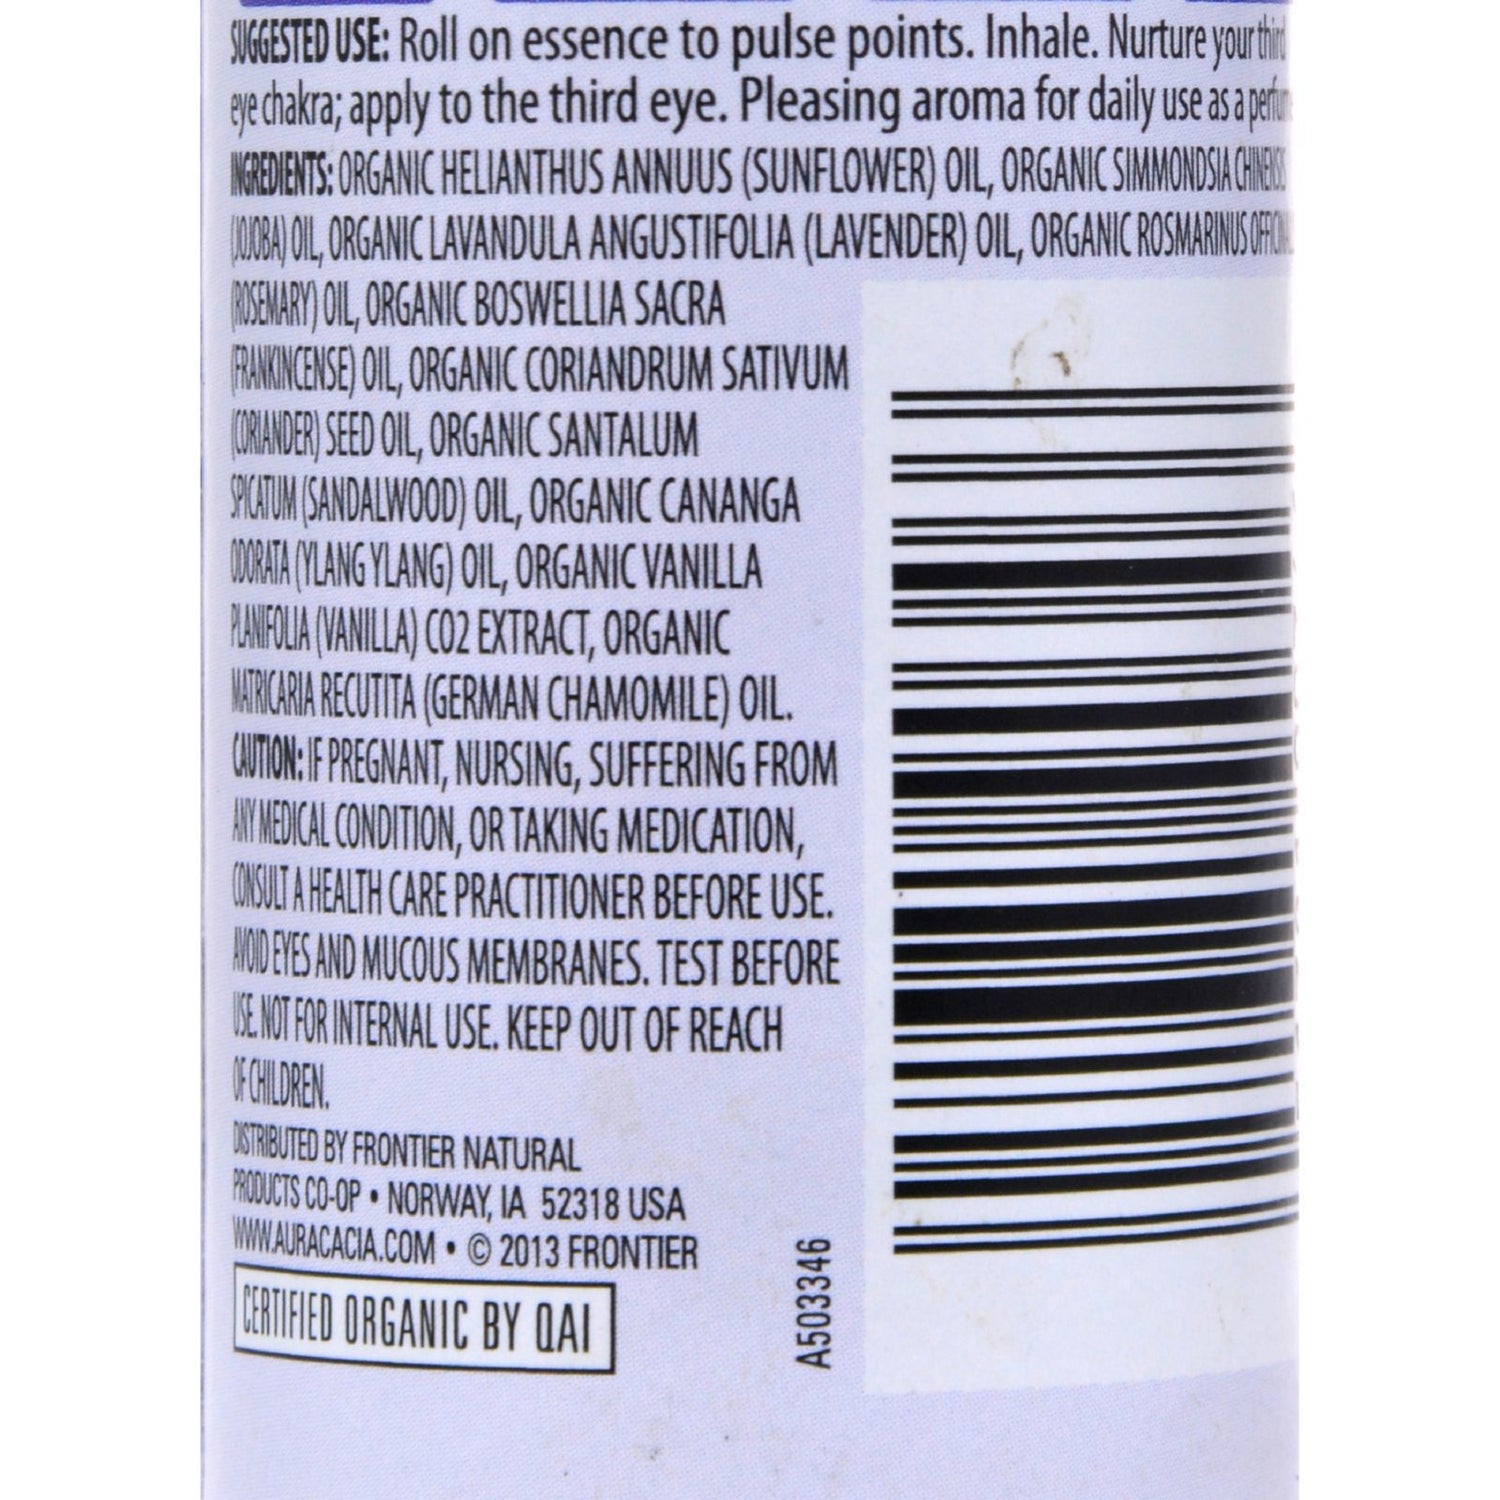 SUGGESTED USE: Roll on essence to pulse points. Inhale. Nurture your third
eye chakra; apply to the third eye. Pleasing aroma for daily use as a
INGREDIENTS: ORGANIC HELIANTHUS ANNUUS (SUNFLOWER) OIL, ORGANIC SIMMONDSIA CHINENSIS
(JOJOBA) OIL, ORGANIC LAVANDULA ANGUSTIFOLIA (LAVENDER) OIL, ORGANIC ROSMARINUS
(ROSEMARY) OIL, ORGANIC BOSWELLIA SACRA
(FRANKINCENSE) OIL, ORGANIC CORIANDRUM SATIVUM
(CORIANDER) SEED OIL, ORGANIC SANTALUM
SPICATUM (SANDALWOOD) OIL, ORGANIC CANANGA
ODORATA (YLANG YLANG) OIL, ORGANIC VANILLA
PLANIFOLIA (VANILLA) CO2 EXTRACT, ORGANIC
MATRICARIA RECUTITA (GERMAN CHAMOMILE) OIL.
CAUTION: IF PREGNANT, NURSING, SUFFERING FROM
ANY MEDICAL CONDITION, OR TAKING MEDICATION,
CONSULT A HEALTH CARE PRACTITIONER BEFORE USE.
AVOID EYES AND MUCOUS MEMBRANES. TEST BEFORE
USE. NOT FOR INTERNAL USE. KEEP OUT OF REACH
OF CHILDREN.
DISTRIBUTED BY FRONTIER NATURAL
PRODUCTS CO-OP • NORWAY, IA 52318 USA
WWW.AURACACIA.COM • © 2013 FRONTIER
CERTIFIED ORGANIC BY QAI
A503346